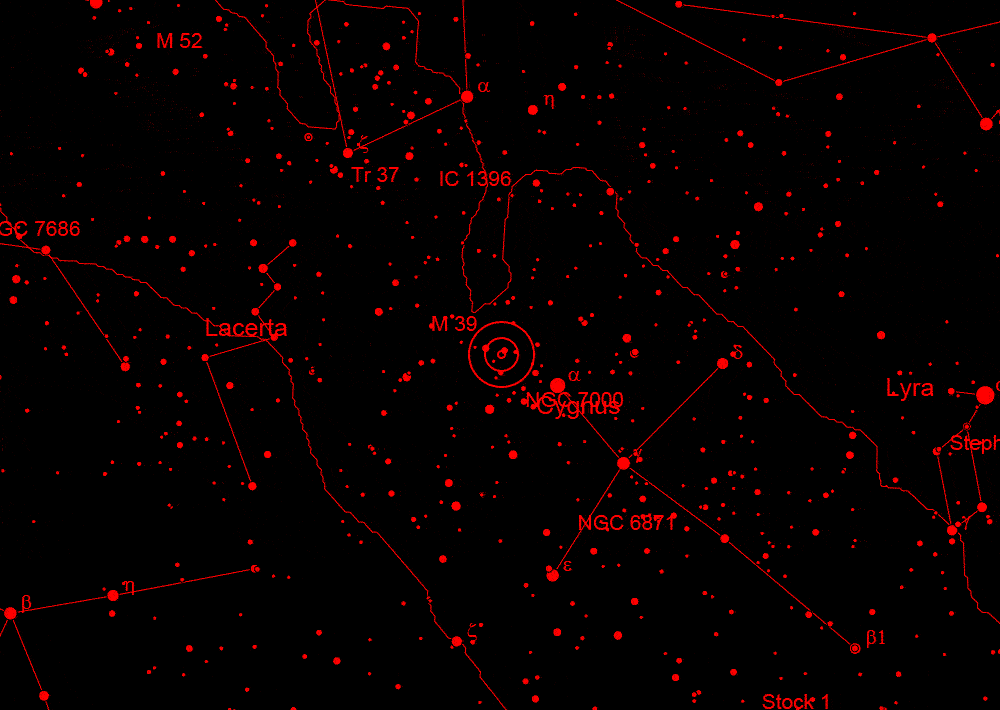 M 52
α
η
ξ
Tr 37
IC 1396
GC 7686
M 39
Lacerta
δ
α
NGC 7000
Cygnus
Lyra
γ
Steph
NGC 6871
ε
η
β
ζ
β1
Stock 1